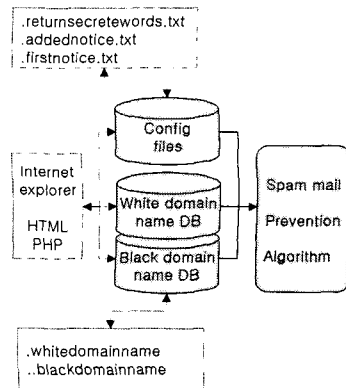 .returnsecretewords.txt
.addednotice.txt
.firstnotice.txt
Config
files
Internet
explorer
HTML
PHP
White domain
name DB
Black domain
name DB
Spam mail
Prevention
Algorithm
.whitedomainname
..blackdomainname